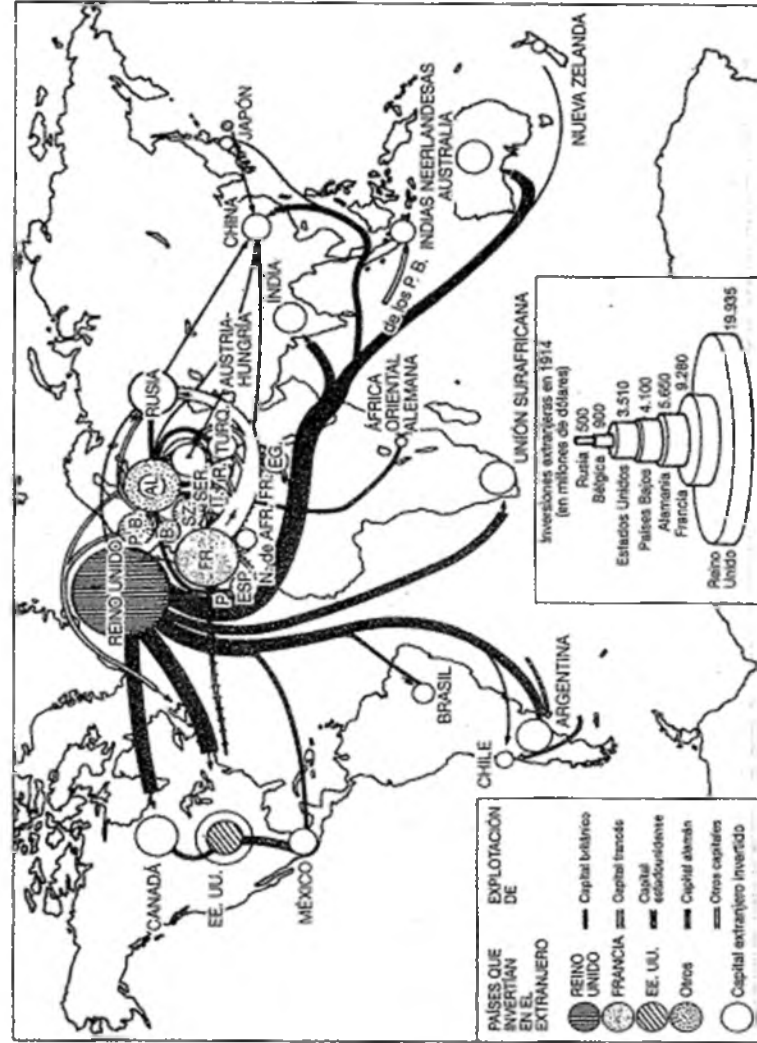 CANADÁ
EE. UU.
MÉXICO
BRASIL
CHILE
ARGENTINA
REINO UNIDO
P. B.
AL.
B.
FR.
SZ.
SER.
IT.
R.
TURQ.
P.
ESP.
N. de AFR. FR.
EG.
RUSIA
AUSTRIA-
HUNGRÍA
CHINA
JAPÓN
INDIA
INDIAS NEERLANDESAS
AUSTRALIA
de los P. B.
NUEVA ZELANDA
ÁFRICA
ORIENTAL
ALEMANA
UNIÓN SURAFRICANA
PAÍSES QUE
INVERTÍAN
EN EL
EXTRANJERO
REINO
UNIDO
FRANCIA
EE. UU.
Otros
EXPLOTACIÓN
DE
Capital británico
Capital francés
Capital
estadounidense
Capital alemán
Otros capitales
Capital extranjero invertido
Inversiones extranjeras en 1914
(en millones de dólares)
Rusia 500
Bélgica 900
Estados Unidos 3.510
Países Bajos 4.100
Alemania 5.650
Francia 9.280
Reino
Unido
19.935